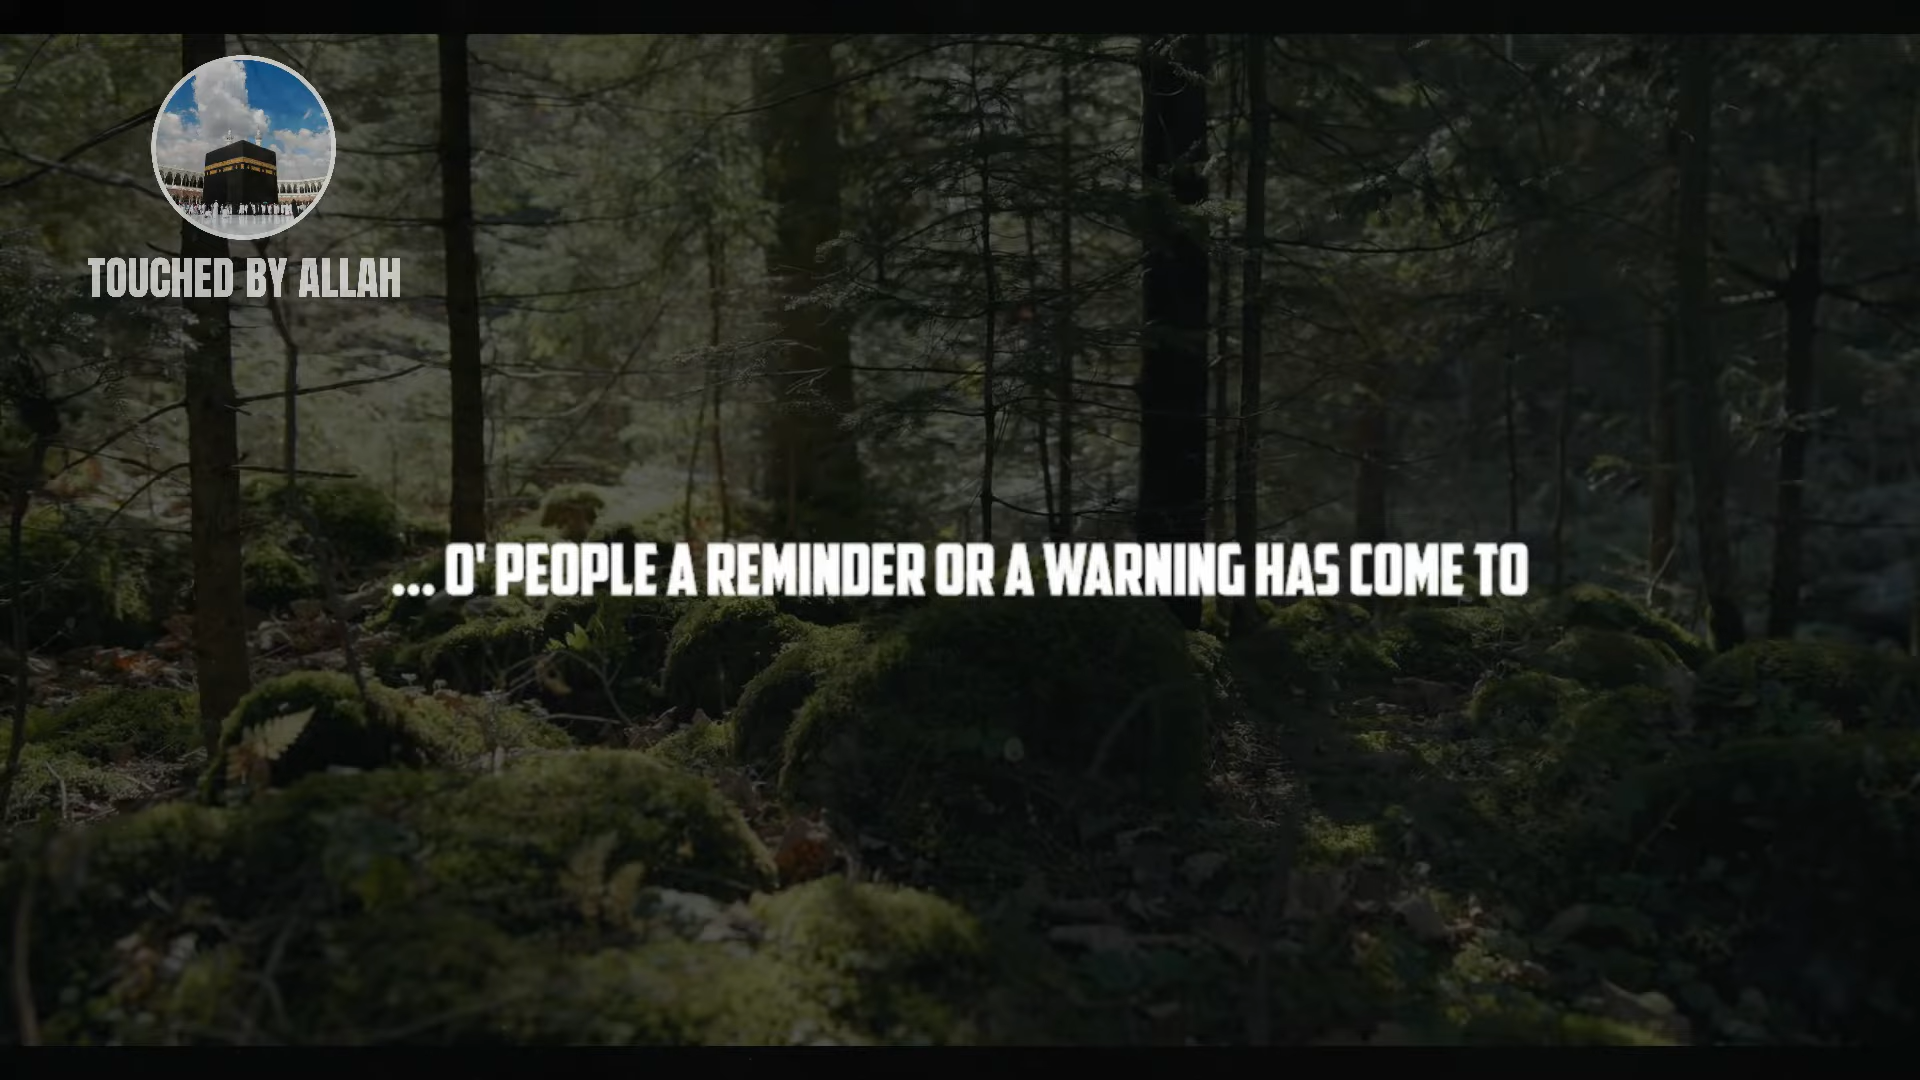 TOUCHED BY ALLAH
... O' PEOPLE A REMINDER OR A WARNING HAS COME TO